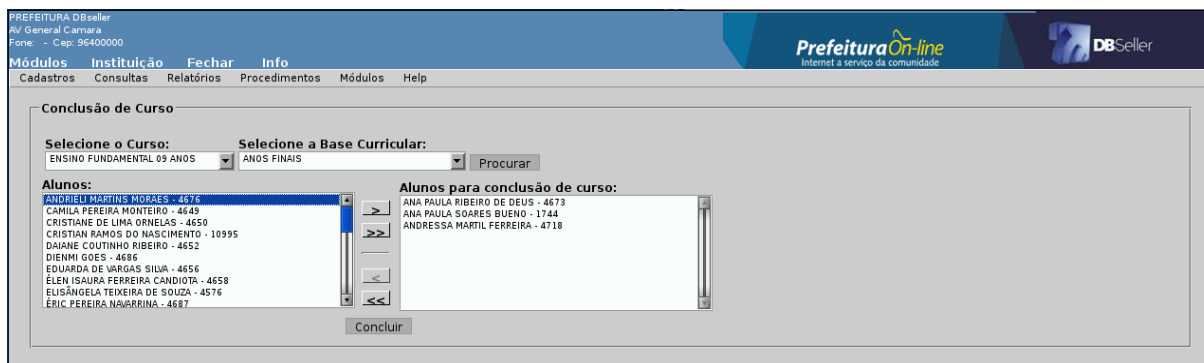 PREFEITURA DBseller
AV General Camara
Fone: - Cep: 96400000
Módulos Instituição Fechar Info
Prefeitura On-line
Internet a serviço da comunidade
DBSeller
Cadastros Consultas Relatórios Procedimentos Módulos Help
Conclusão de Curso
Selecione o Curso: Selecione a Base Curricular:
ENSINO FUNDAMENTAL 09 ANOS ANOS FINAIS Procurar
Alunos:
ANDRIÉLI MARTINS MORAES - 4676
CAMILA PEREIRA MONTEIRO - 4649
CRISTIANE DE LIMA ORNELAS - 4650
CRISTIAN RAMOS DO NASCIMENTO - 10995
DAIANE COUTINHO RIBEIRO - 4652
DIENMI GOES - 4686
EDUARDA DE VARGAS SILVA - 4656
ÉLEN ISAURA FERREIRA CANDIOTA - 4658
ELISÂNGELA TEIXEIRA DE SOUZA - 4576
ÉRIC PEREIRA NAVARRINA - 4687
>
>>
<
<<
Alunos para conclusão de curso:
ANA PAULA RIBEIRO DE DEUS - 4673
ANA PAULA SOARES BUENO - 1744
ANDRESSA MARTIL FERREIRA - 4718
Concluir